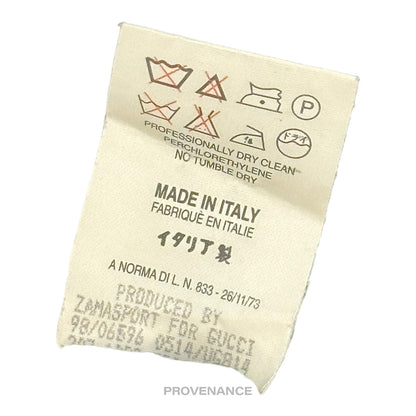 P
ドライ
PROFESSIONALLY DRY CLEAN
PERCHLORETHYLENE
NO TUMBLE DRY
MADE IN ITALY
FABRIQUÈ EN ITALIE
イタリア製
A NORMA DI L. N. 833 - 26/11/73
PRODUCED BY
ZAMASPORT FOR GUCCI
PROVENANCE